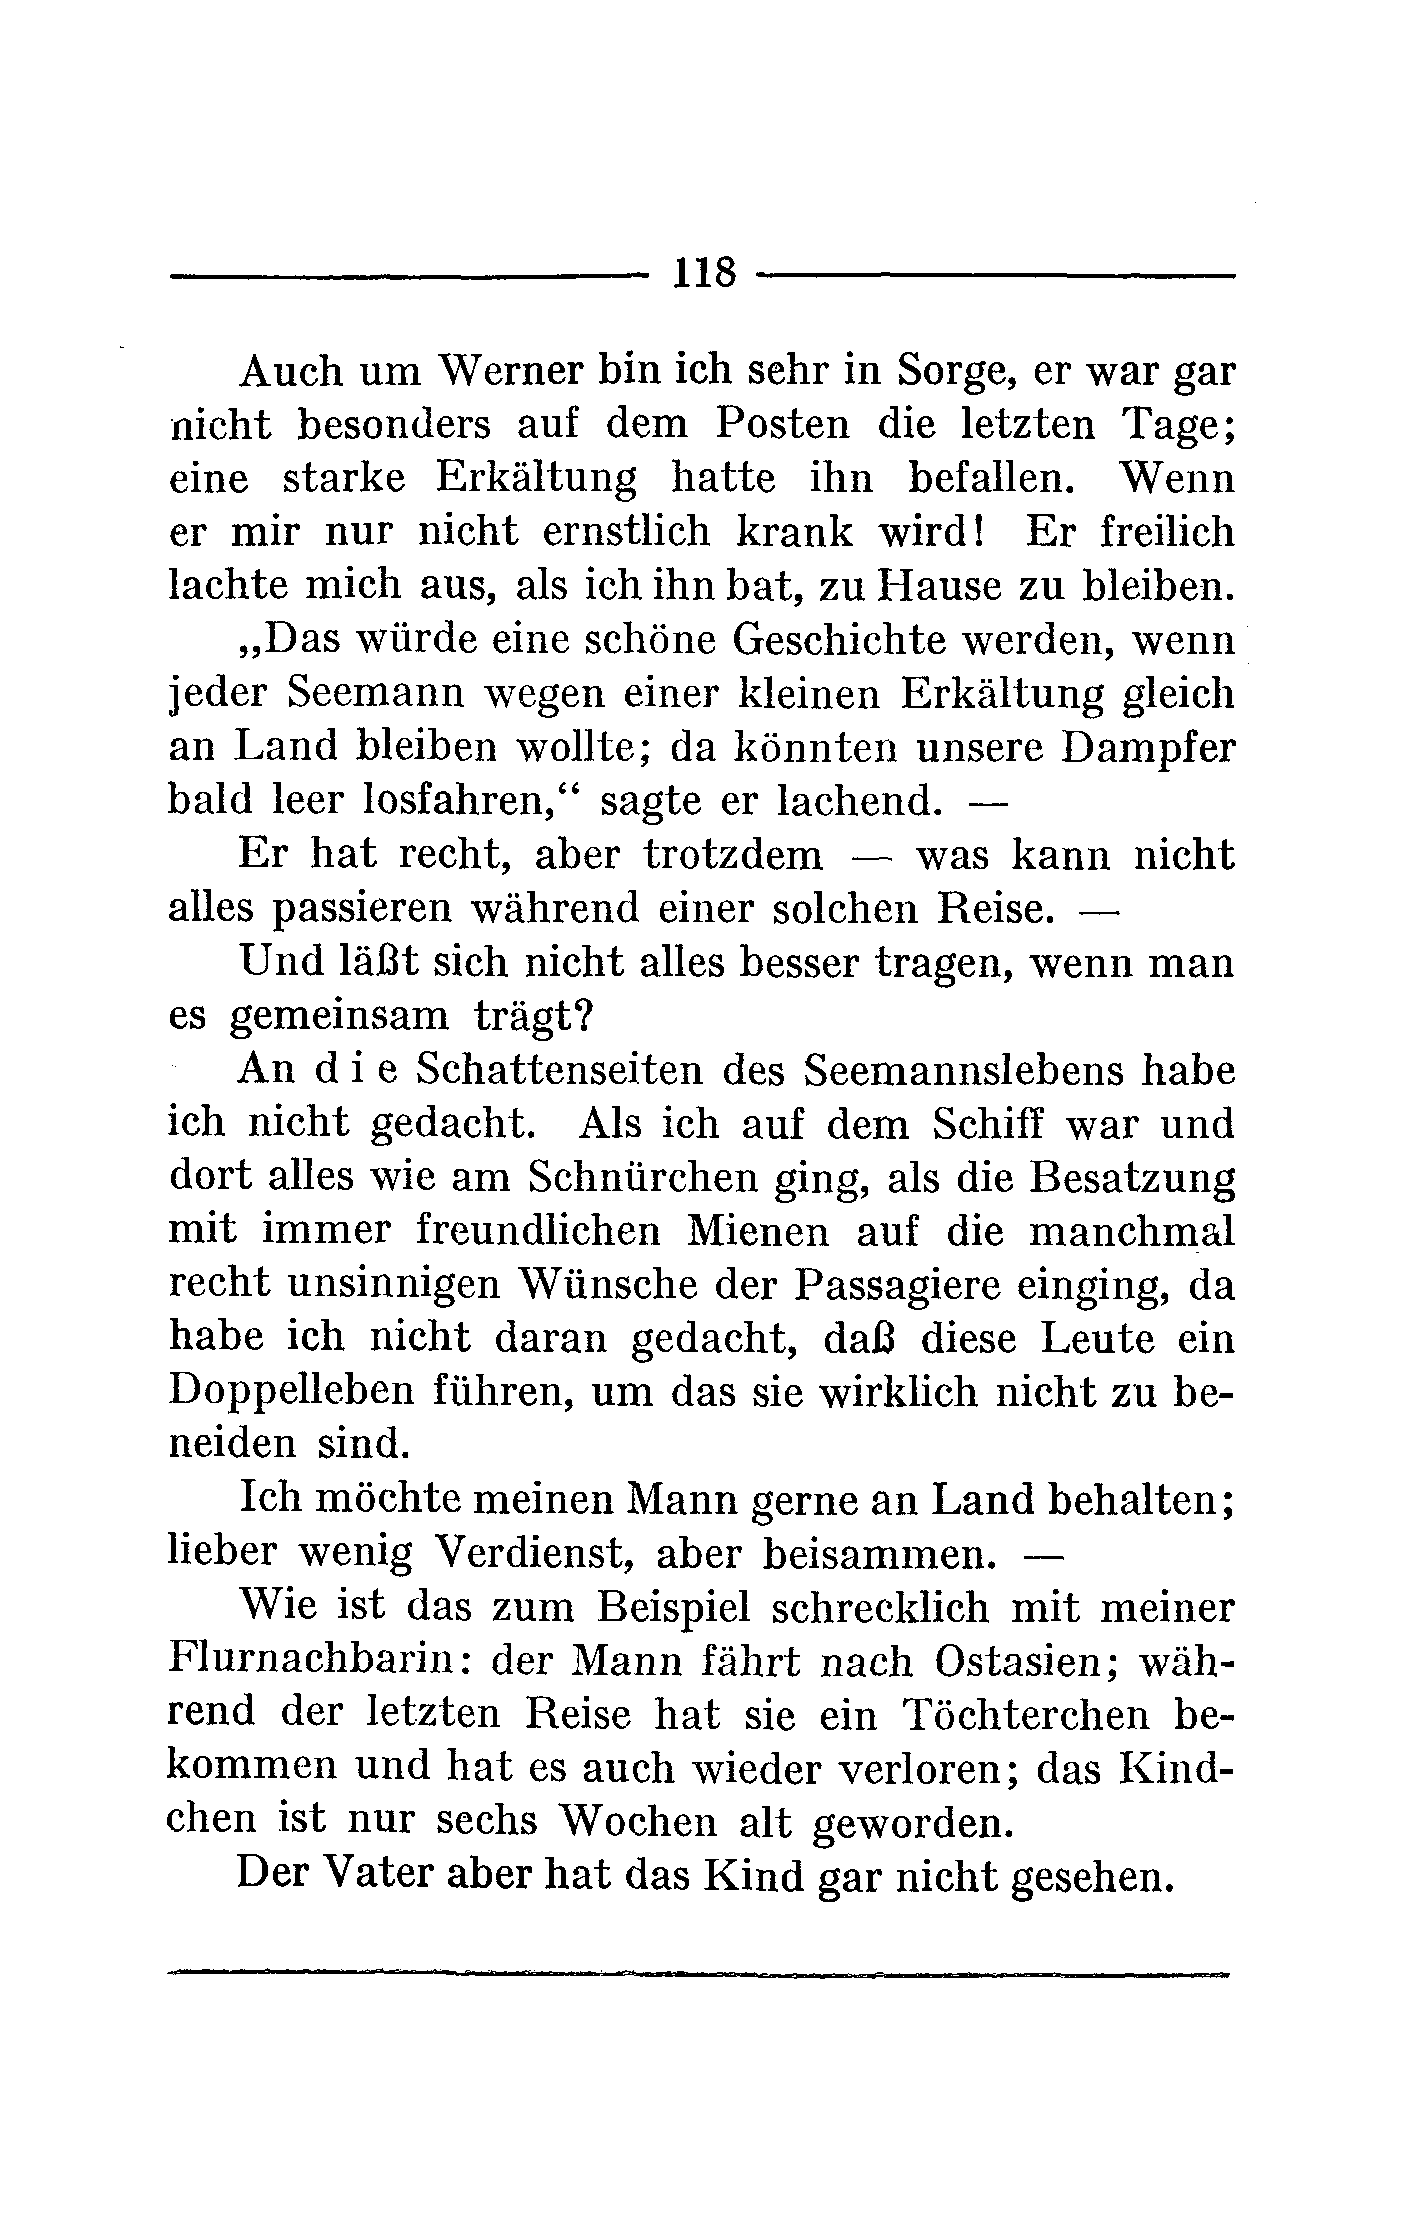 118
Auch um Werner bin ich sehr in Sorge, er war gar
nicht besonders auf dem Posten die letzten Tage;
eine starke Erkältung hatte ihn befallen. Wenn
er mir nur nicht ernstlich krank wird! Er freilich
lachte mich aus, als ich ihn bat, zu Hause zu bleiben.
„Das würde eine schöne Geschichte werden, wenn
jeder Seemann wegen einer kleinen Erkältung gleich
an Land bleiben wollte; da könnten unsere Dampfer
bald leer losfahren,“ sagte er lachend. —
Er hat recht, aber trotzdem — was kann nicht
alles passieren während einer solchen Reise. —
Und läßt sich nicht alles besser tragen, wenn man
es gemeinsam trägt?
An d i e Schattenseiten des Seemannslebens habe
ich nicht gedacht. Als ich auf dem Schiff war und
dort alles wie am Schnürchen ging, als die Besatzung
mit immer freundlichen Mienen auf die manchmal
recht unsinnigen Wünsche der Passagiere einging, da
habe ich nicht daran gedacht, daß diese Leute ein
Doppelleben führen, um das sie wirklich nicht zu be-
neiden sind.
Ich möchte meinen Mann gerne an Land behalten;
lieber wenig Verdienst, aber beisammen. —
Wie ist das zum Beispiel schrecklich mit meiner
Flurnachbarin: der Mann fährt nach Ostasien; wäh-
rend der letzten Reise hat sie ein Töchterchen be-
kommen und hat es auch wieder verloren; das Kind-
chen ist nur sechs Wochen alt geworden.
Der Vater aber hat das Kind gar nicht gesehen.